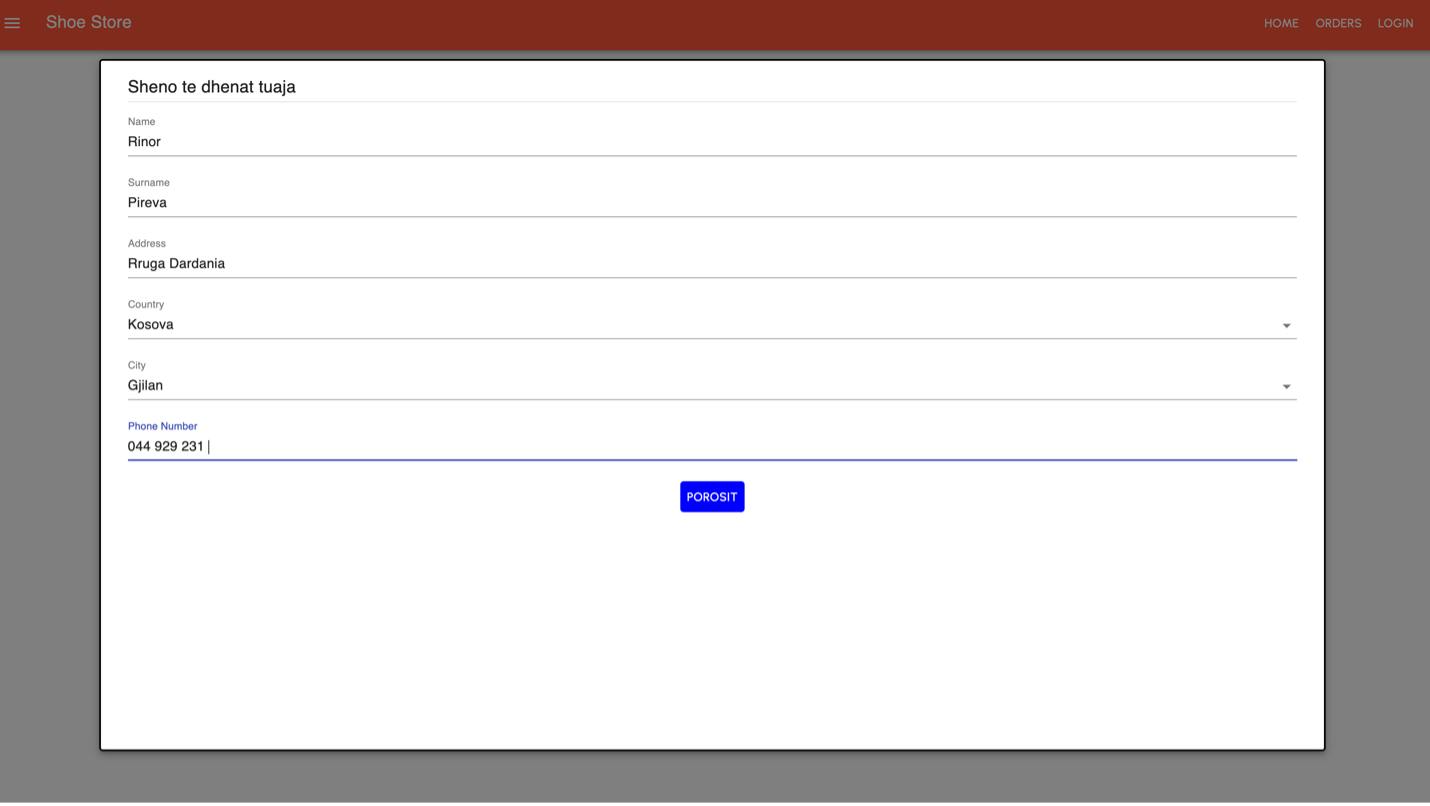 Shoe Store HOME ORDERS LOGIN
Sheno te dhenat tuaja
Name
Rinor
Surname
Pireva
Address
Rruga Dardania
Country
Kosova
City
Gjilan
Phone Number
044 929 231
POROSIT